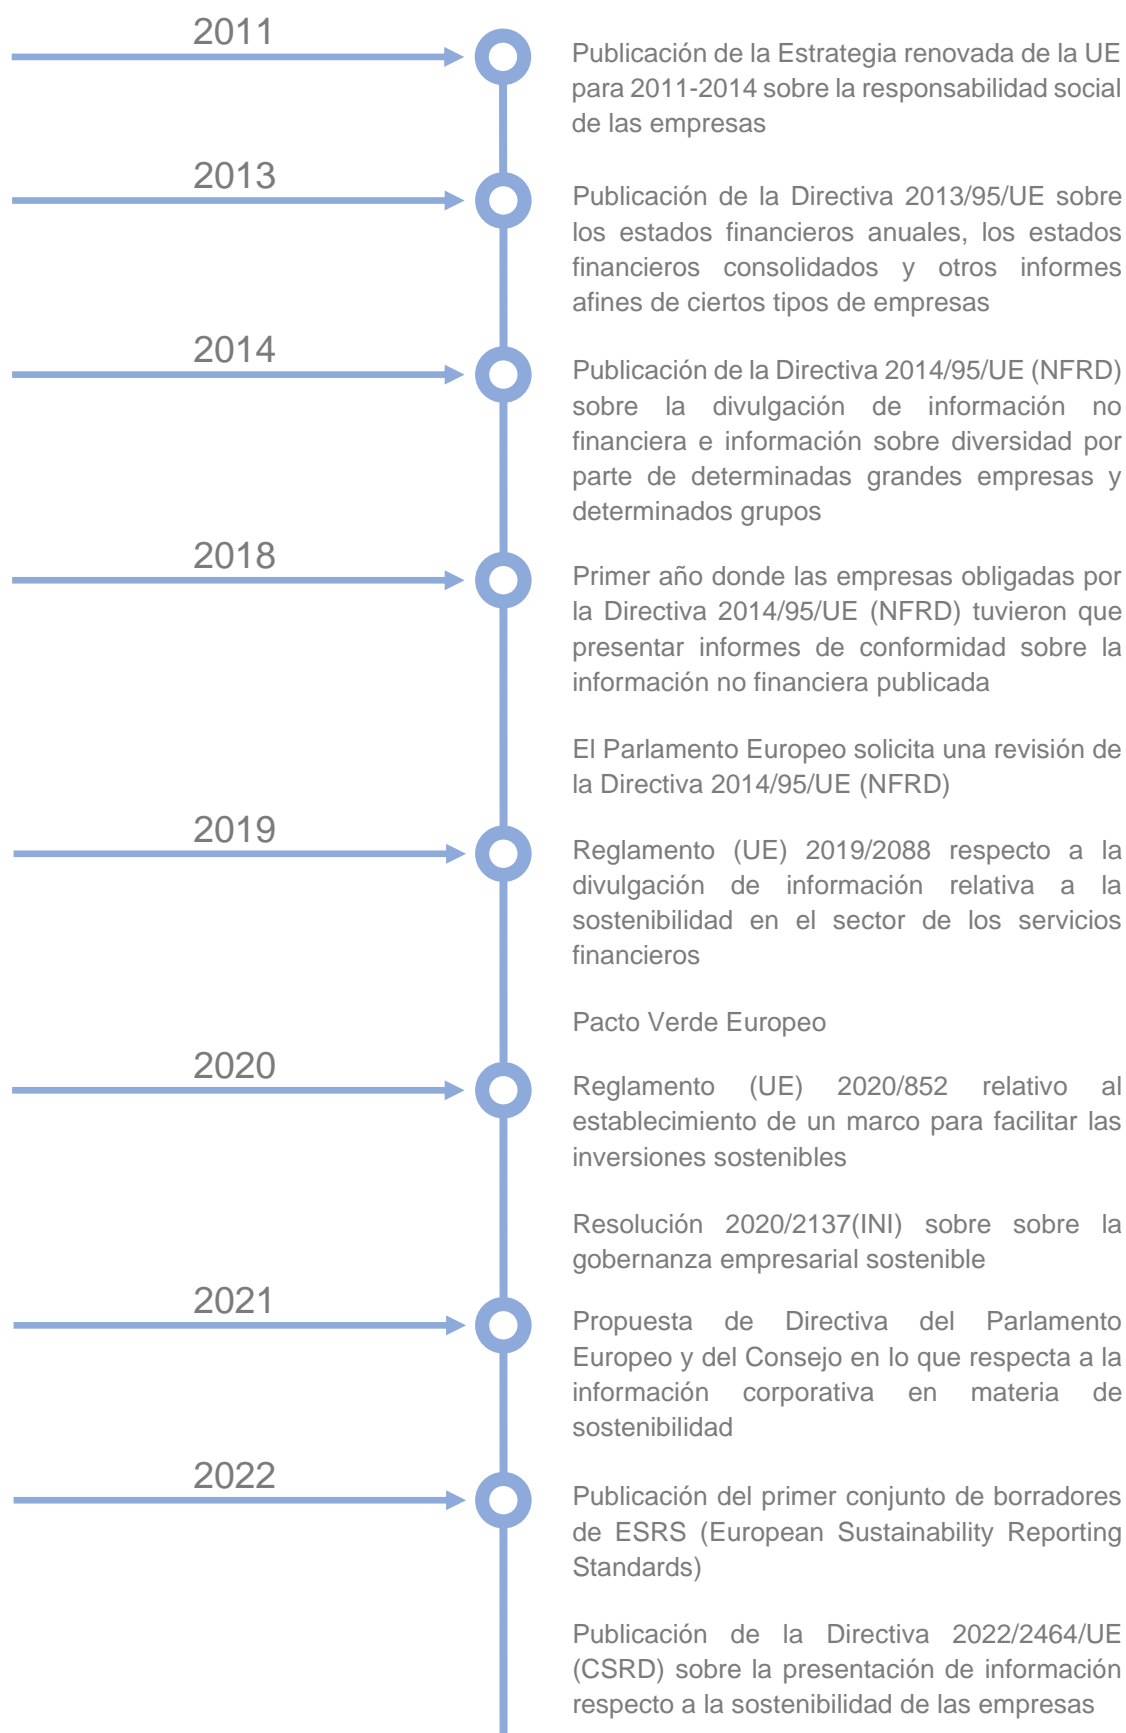 2011
Publicación de la Estrategia renovada de la UE
para 2011-2014 sobre la responsabilidad social
de las empresas
2013
Publicación de la Directiva 2013/95/UE sobre
los estados financieros anuales, los estados
financieros consolidados y otros informes
afines de ciertos tipos de empresas
2014
Publicación de la Directiva 2014/95/UE (NFRD)
sobre la divulgación de información no
financiera e información sobre diversidad por
parte de determinadas grandes empresas y
determinados grupos
2018
Primer año donde las empresas obligadas por
la Directiva 2014/95/UE (NFRD) tuvieron que
presentar informes de conformidad sobre la
información no financiera publicada
El Parlamento Europeo solicita una revisión de
la Directiva 2014/95/UE (NFRD)
2019
Reglamento (UE) 2019/2088 respecto a la
divulgación de información relativa a la
sostenibilidad en el sector de los servicios
financieros
Pacto Verde Europeo
2020
Reglamento (UE) 2020/852 relativo al
establecimiento de un marco para facilitar las
inversiones sostenibles
Resolución 2020/2137(INI) sobre sobre la
gobernanza empresarial sostenible
2021
Propuesta de Directiva del Parlamento
Europeo y del Consejo en lo que respecta a la
información corporativa en materia de
sostenibilidad
2022
Publicación del primer conjunto de borradores
de ESRS (European Sustainability Reporting
Standards)
Publicación de la Directiva 2022/2464/UE
(CSRD) sobre la presentación de información
respecto a la sostenibilidad de las empresas